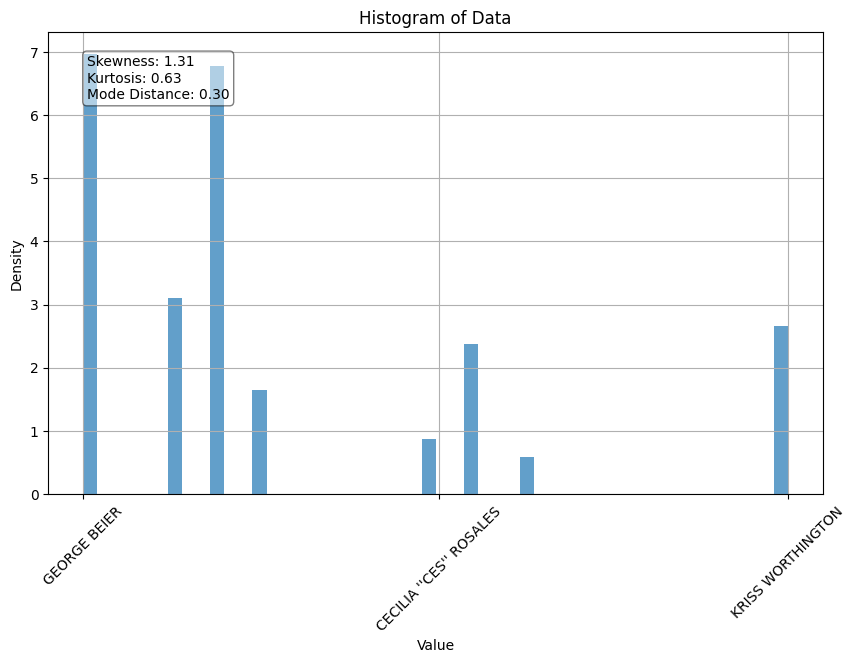 Histogram of Data
Skewness: 1.31
Kurtosis: 0.63
Mode Distance: 0.30
7
6
5
4
3
2
1
0
Density
GEORGE BEIER
CECILIA ''CES'' ROSALES
KRISS WORTHINGTON
Value